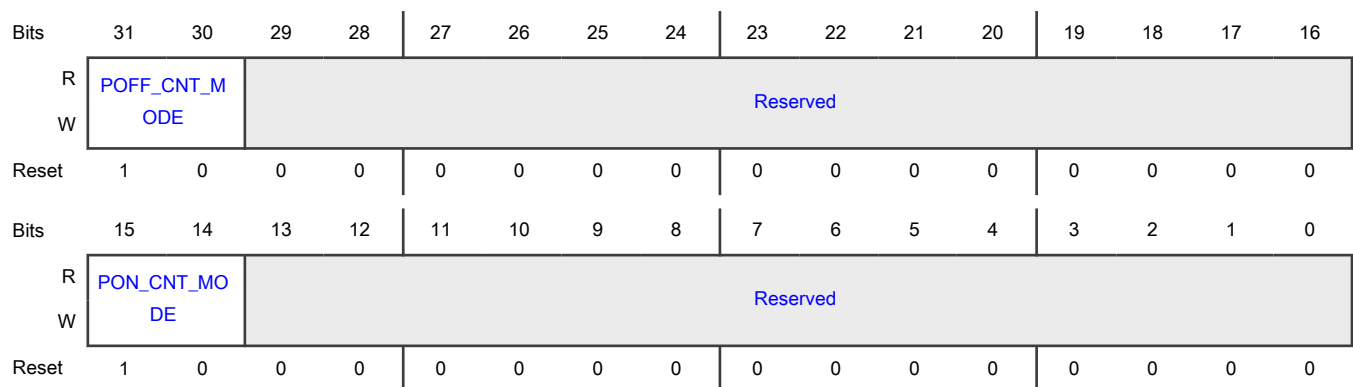 Bits 31 30 29 28 27 26 25 24 23 22 21 20 19 18 17 16
R
POFF_CNT_M
ODE
Reserved
W
Reset 1 0 0 0 0 0 0 0 0 0 0 0 0 0 0 0
Bits 15 14 13 12 11 10 9 8 7 6 5 4 3 2 1 0
R
PON_CNT_MO
DE
Reserved
W
Reset 1 0 0 0 0 0 0 0 0 0 0 0 0 0 0 0